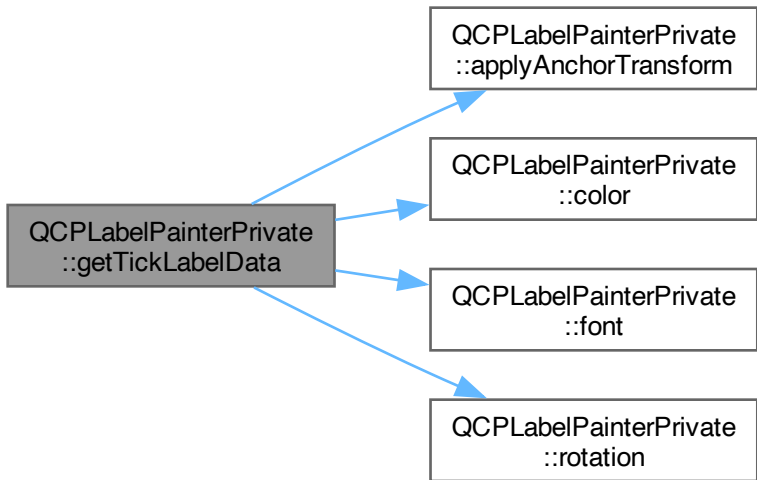 QCPLabelPainterPrivate
::getTickLabelData
QCPLabelPainterPrivate
::applyAnchorTransform
QCPLabelPainterPrivate
::color
QCPLabelPainterPrivate
::font
QCPLabelPainterPrivate
::rotation